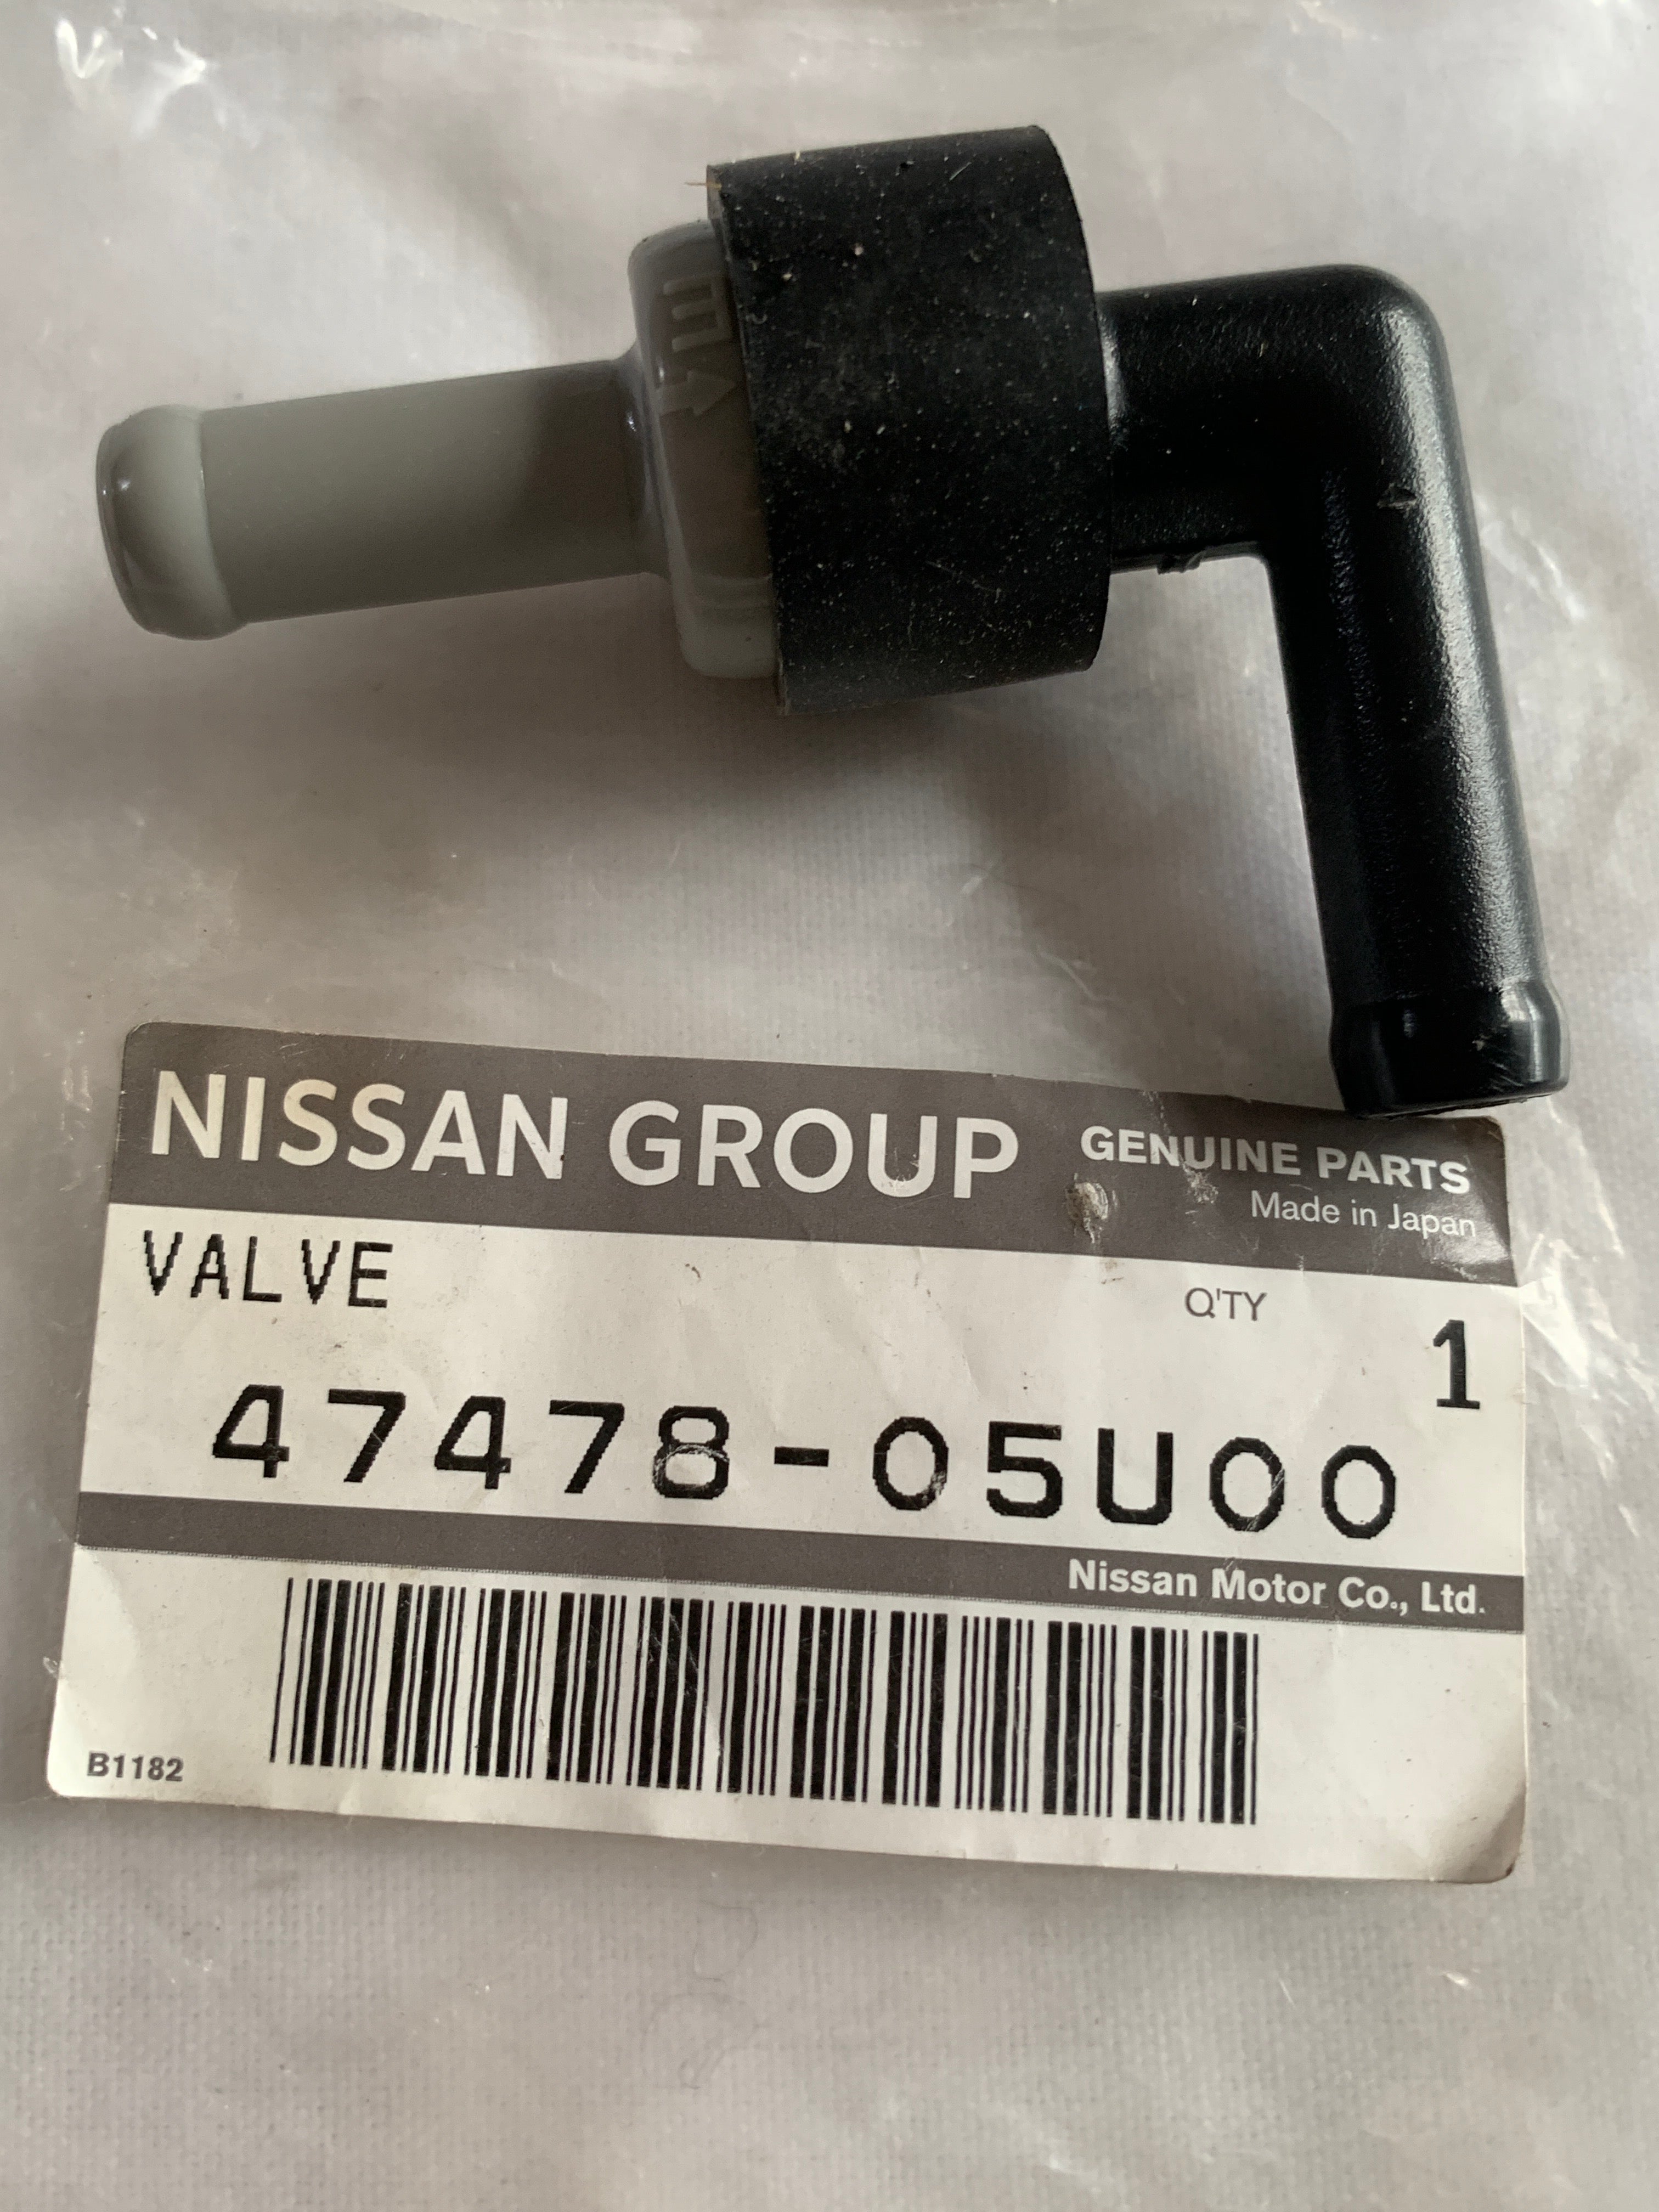 E→
NISSAN GROUP
GENUINE PARTS
Made in Japan
VALVE
Q'TY
1
47478-05U00
Nissan Motor Co., Ltd.
B1182